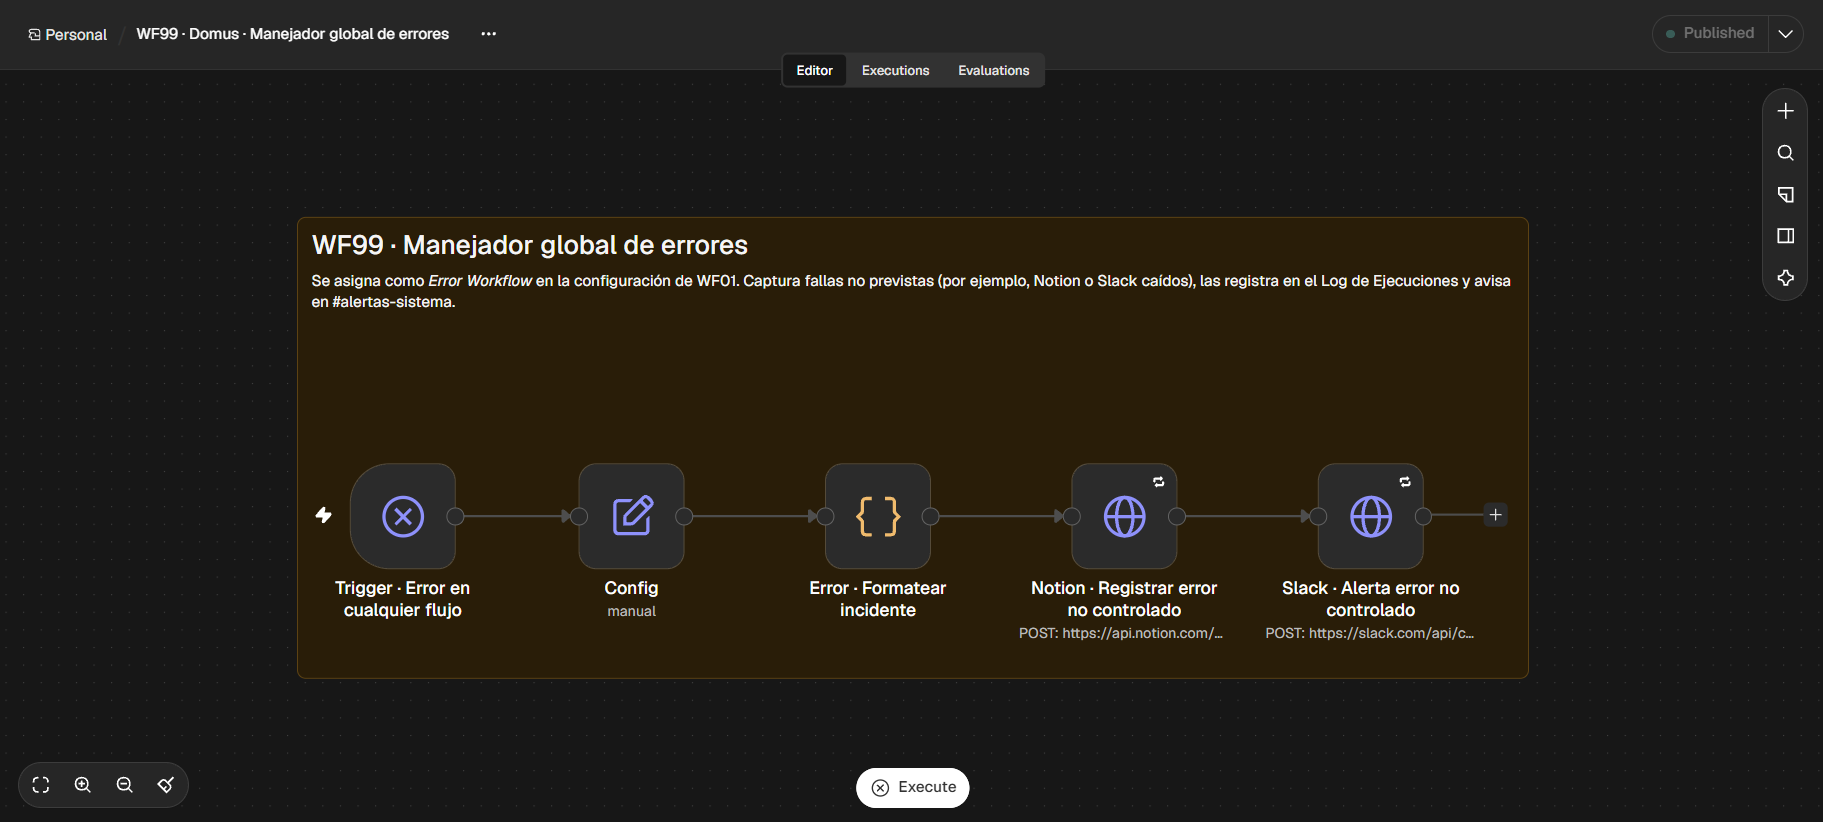 Personal / WF99 · Domus · Manejador global de errores ...
Published
Editor Executions Evaluations
WF99 · Manejador global de errores
Se asigna como Error Workflow en la configuración de WF01. Captura fallas no previstas (por ejemplo, Notion o Slack caídos), las registra en el Log de Ejecuciones y avisa
en #alertas-sistema.
Trigger · Error en
cualquier flujo
Config
manual
Error · Formatear
incidente
Notion · Registrar error
no controlado
POST: https://api.notion.com/...
Slack · Alerta error no
controlado
POST: https://slack.com/api/c...
Execute